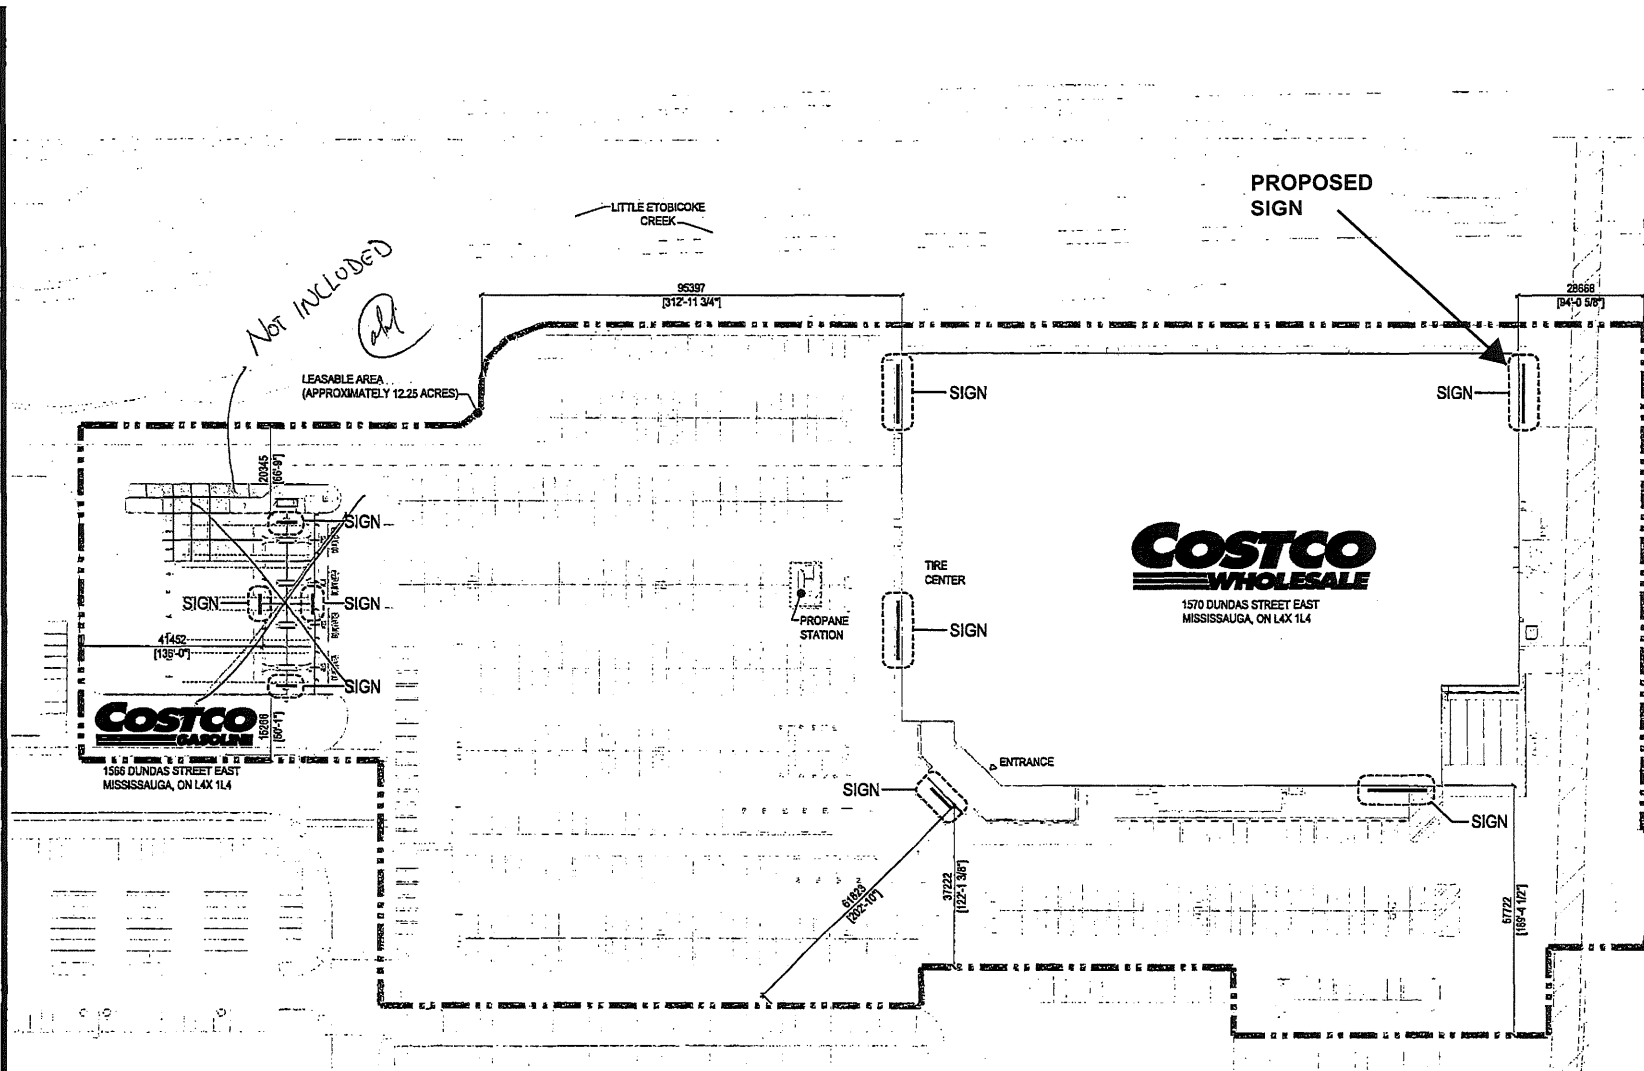 PROPOSED
SIGN
LITTLE ETOBICOKE
CREEK
NOT INCLUDED
95397
[312'-11 3/4"]
28668
[94'-0 5/8"]
LEASABLE AREA
(APPROXIMATELY 12.25 ACRES)
SIGN
SIGN
20345
[66'-9"]
SIGN
COSTCO
WHOLESALE
1570 DUNDAS STREET EAST
MISSISSAUGA, ON L4X 1L4
TIRE
CENTER
SIGN
SIGN
PROPANE
STATION
SIGN
41452
[136'-0"]
SIGN
COSTCO
GASOLINE
15266
[50'-1"]
1566 DUNDAS STREET EAST
MISSISSAUGA, ON L4X 1L4
ENTRANCE
SIGN
SIGN
61823
[202'-10"]
37222
[122'-1 3/8"]
57722
[189'-4 1/2"]